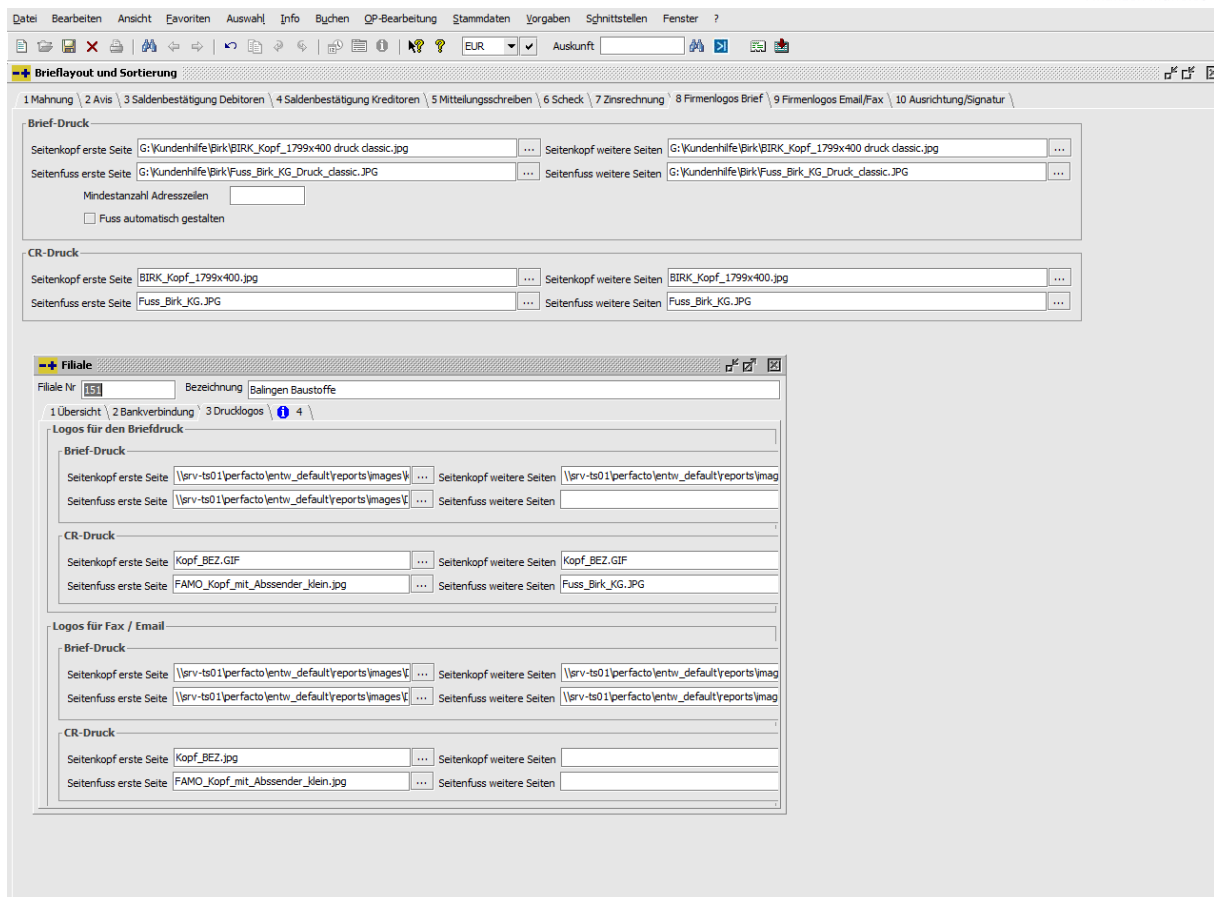 Datei Bearbeiten Ansicht Favoriten Auswahl Info Buchen OP-Bearbeitung Stammdaten Vorgaben Schnittstellen Fenster ?
EUR Auskunft
Brieflayout und Sortierung
1 Mahnung 2 Avis 3 Saldenbestätigung Debitoren 4 Saldenbestätigung Kreditoren 5 Mitteilungsschreiben 6 Scheck 7 Zinsrechnung 8 Firmenlogos Brief 9 Firmenlogos Email/Fax 10 Ausrichtung/Signatur
Brief-Druck
Seitenkopf erste Seite G:\Kundenhilfe\Birk\BIRK_Kopf_1799x400 druck classic.jpg ... Seitenkopf weitere Seiten G:\Kundenhilfe\Birk\BIRK_Kopf_1799x400 druck classic.jpg ...
Seitenfuss erste Seite G:\Kundenhilfe\Birk\Fuss_Birk_KG_Druck_classic.JPG ... Seitenfuss weitere Seiten G:\Kundenhilfe\Birk\Fuss_Birk_KG_Druck_classic.JPG ...
Mindestanzahl Adresszeilen
Fuss automatisch gestalten
CR-Druck
Seitenkopf erste Seite BIRK_Kopf_1799x400.jpg ... Seitenkopf weitere Seiten BIRK_Kopf_1799x400.jpg ...
Seitenfuss erste Seite Fuss_Birk_KG.JPG ... Seitenfuss weitere Seiten Fuss_Birk_KG.JPG ...
Filiale
Filiale Nr 151 Bezeichnung Balingen Baustoffe
1 Übersicht 2 Bankverbindung 3 Drucklogos 4
Logos für den Briefdruck
Brief-Druck
Seitenkopf erste Seite \\srv-ts01\perfacto\entw_default\reports\images\ ... Seitenkopf weitere Seiten \\srv-ts01\perfacto\entw_default\reports\imag
Seitenfuss erste Seite \\srv-ts01\perfacto\entw_default\reports\images\ ... Seitenfuss weitere Seiten
CR-Druck
Seitenkopf erste Seite Kopf_BEZ.GIF ... Seitenkopf weitere Seiten Kopf_BEZ.GIF
Seitenfuss erste Seite FAMO_Kopf_mit_Abssender_klein.jpg ... Seitenfuss weitere Seiten Fuss_Birk_KG.JPG
Logos für Fax / Email
Brief-Druck
Seitenkopf erste Seite \\srv-ts01\perfacto\entw_default\reports\images\ ... Seitenkopf weitere Seiten \\srv-ts01\perfacto\entw_default\reports\imag
Seitenfuss erste Seite \\srv-ts01\perfacto\entw_default\reports\images\ ... Seitenfuss weitere Seiten \\srv-ts01\perfacto\entw_default\reports\imag
CR-Druck
Seitenkopf erste Seite Kopf_BEZ.jpg ... Seitenkopf weitere Seiten
Seitenfuss erste Seite FAMO_Kopf_mit_Abssender_klein.jpg ... Seitenfuss weitere Seiten